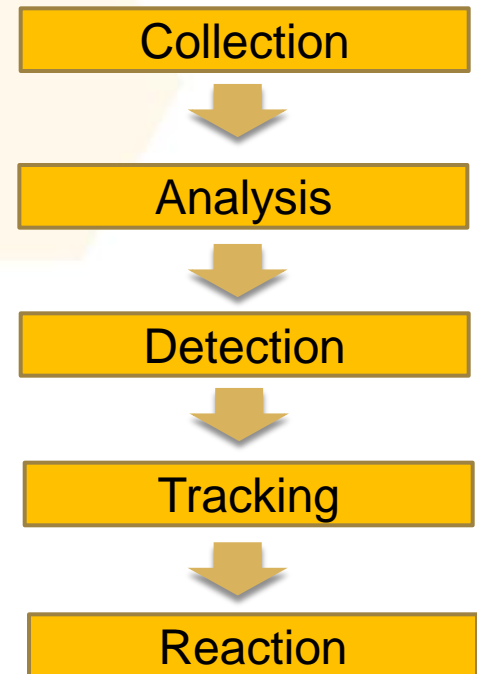 Collection
Analysis
Detection
Tracking
Reaction